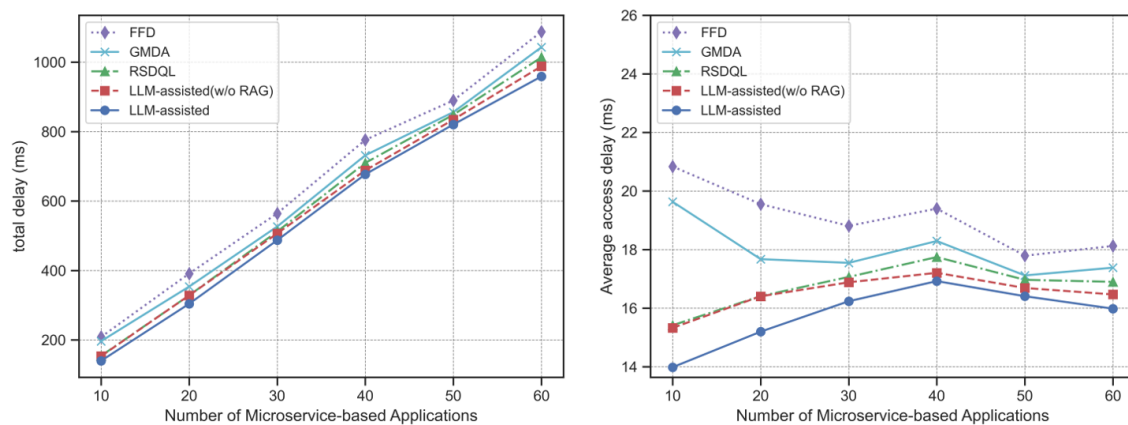 FFD
GMDA
RSDQL
LLM-assisted(w/o RAG)
LLM-assisted
total delay (ms)
1000
800
600
400
200
10 20 30 40 50 60
Number of Microservice-based Applications
FFD
GMDA
RSDQL
LLM-assisted(w/o RAG)
LLM-assisted
Average access delay (ms)
26
24
22
20
18
16
14
10 20 30 40 50 60
Number of Microservice-based Applications